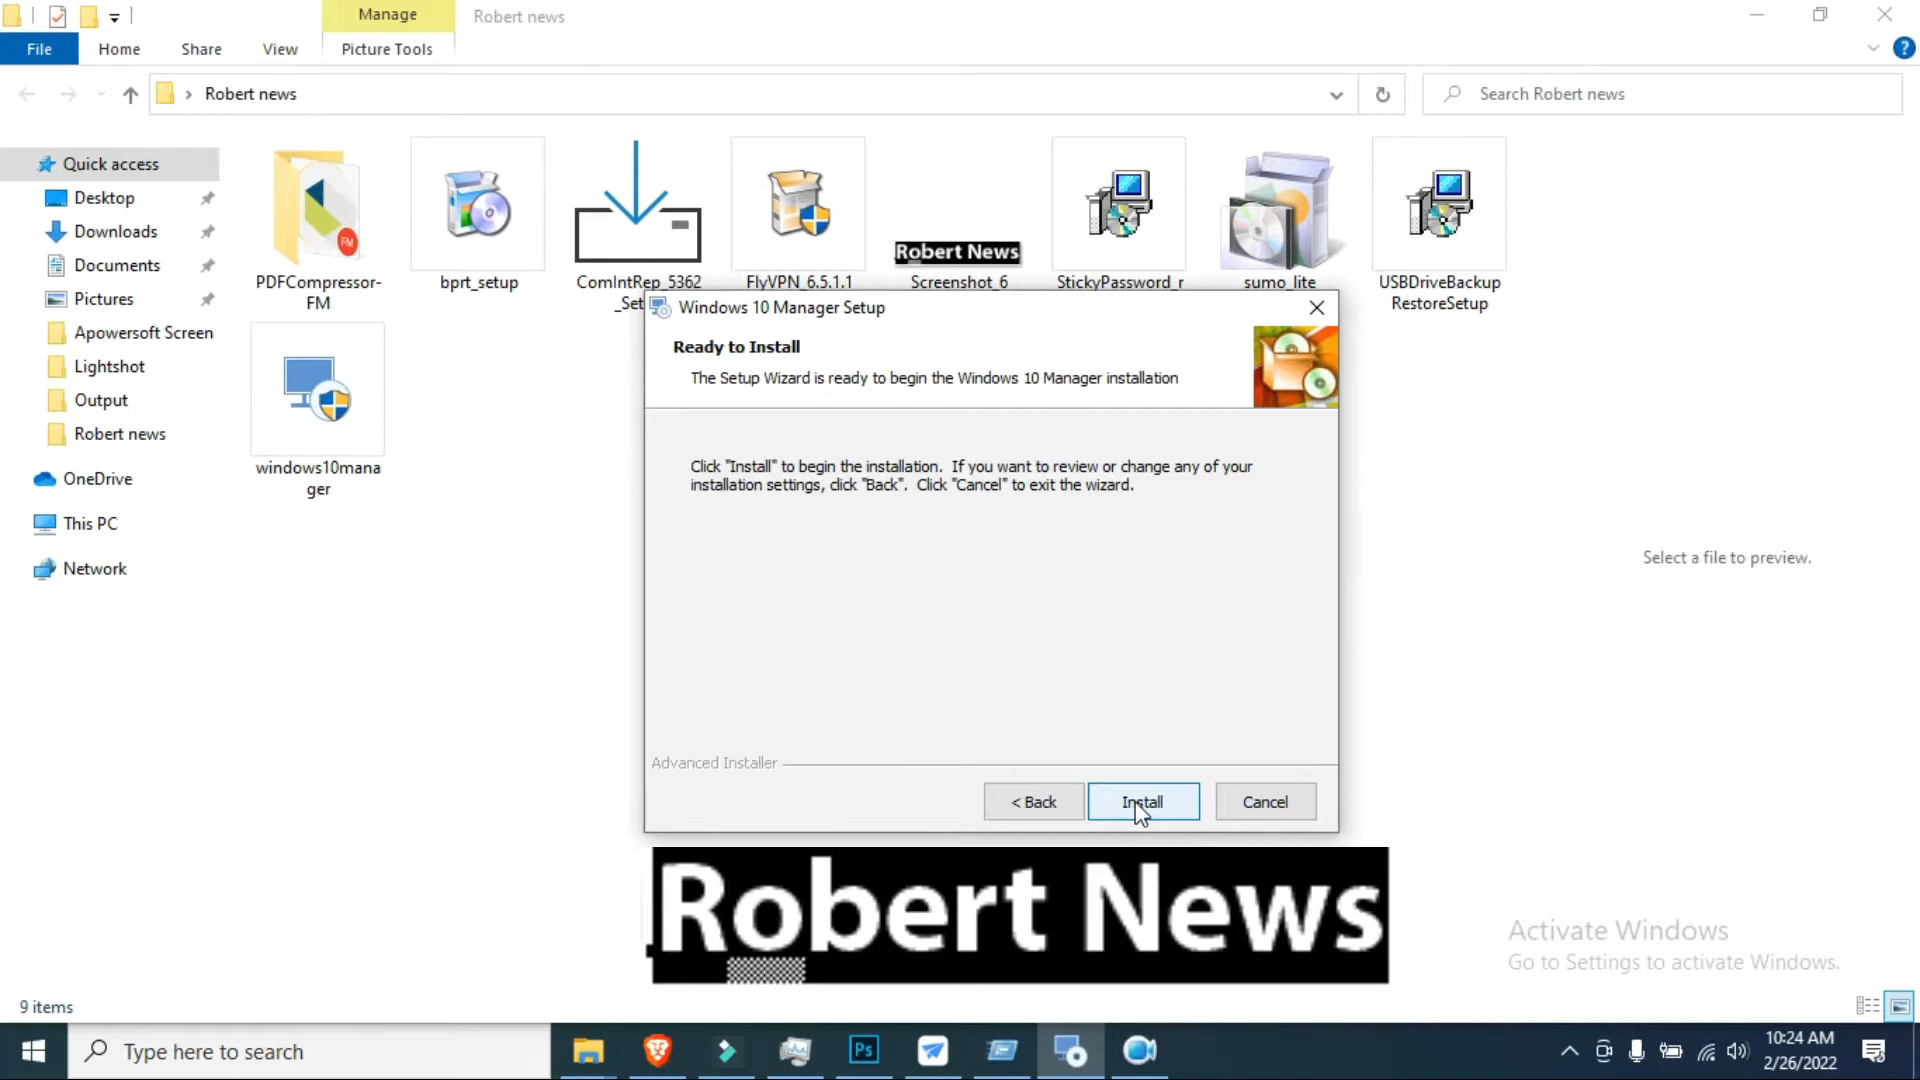 Manage
Robert news
File
Home
Share
View
Picture Tools
Robert news
Search Robert news
Quick access
Desktop
Downloads
Documents
Pictures
Apowersoft Screen
Lightshot
Output
Robert news
OneDrive
This PC
Network
FM
PDFCompressor-
FM
bprt_setup
ComIntRep_5362
_Set
FlyVPN_6.5.1.1
Robert News
Screenshot_6
StickyPassword_r
sumo_lite
USBDriveBackup
RestoreSetup
windows10mana
ger
Windows 10 Manager Setup
Ready to Install
The Setup Wizard is ready to begin the Windows 10 Manager installation
Click "Install" to begin the installation. If you want to review or change any of your
installation settings, click "Back". Click "Cancel" to exit the wizard.
Advanced Installer
< Back
Install
Cancel
Select a file to preview.
Robert News
Activate Windows
Go to Settings to activate Windows.
9 items
Type here to search
Ps
10:24 AM
2/26/2022